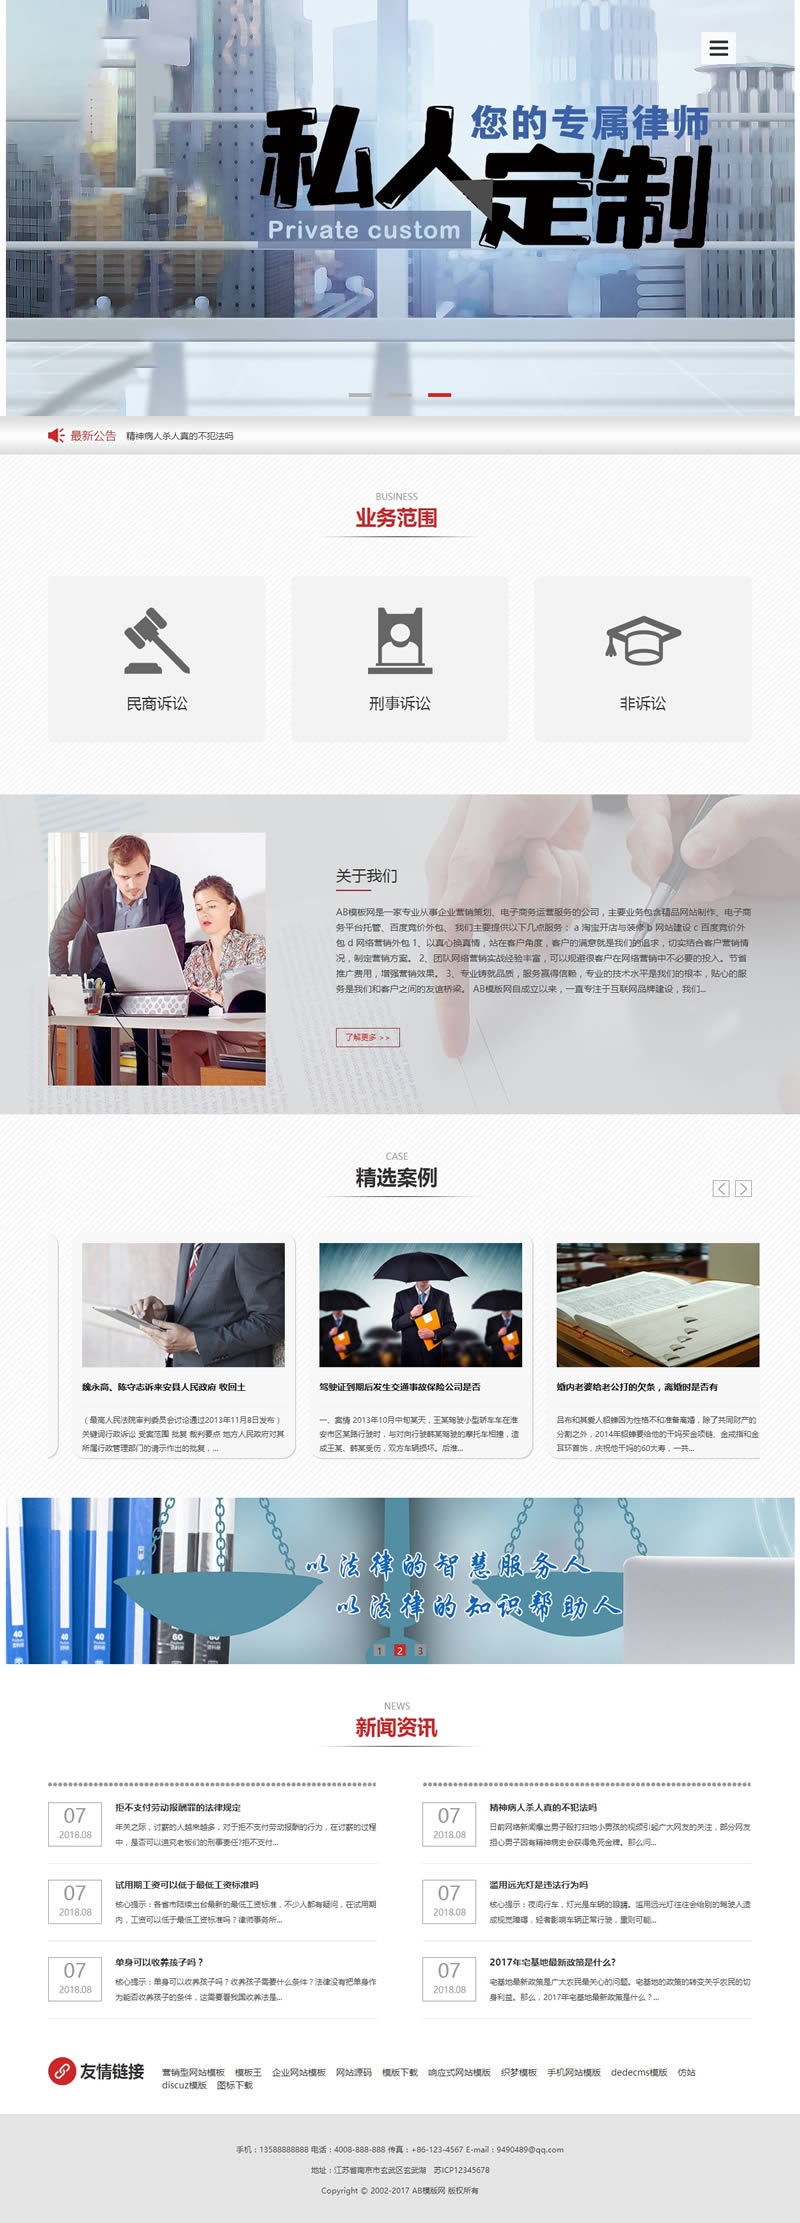 您的专属律师
私人定制
Private custom
最新公告 精神病人杀人真的不犯法吗
BUSINESS
业务范围
民商诉讼
刑事诉讼
非诉讼
关于我们
AB模板网是一家专业从事企业营销策划、电子商务运营服务的公司，主要业务包含精品网站制作、电子商
务平台托管、百度竞价外包、 我们主要提供以下几点服务： a 淘宝开店与装修 b 网站建设 c 百度竞价外
包 d 网络营销外包 1、以真心换真情，站在客户角度，客户的满意就是我们的追求，切实结合客户营销情
况，制定营销方案。 2、团队网络营销实战经验丰富，可以规避很客户在网络营销中不必要的投入。节省
推广费用，增强营销效果。 3、专业铸就品质，服务赢得信赖，专业的技术水平是我们的根本，贴心的服
务是我们和客户之间的友谊桥梁。 AB模版网自成立以来，一直专注于互联网品牌建设，我们...
了解更多 >>
CASE
精选案例
魏永高、陈守志诉来安县人民政府 收回土
（最高人民法院审判委员会讨论通过2013年11月8日发布）
关键词行政诉讼 受案范围 批复 裁判要点 地方人民政府对其
所属行政管理部门的请示作出的批复，...
驾驶证到期后发生交通事故保险公司是否
一、案情 2013年10月中旬某天，王某驾驶小型轿车车在淮
安市区某路行驶时，与对向行驶韩某驾驶的摩托车相撞，造
成王某、韩某受伤，双方车辆损坏。后淮...
婚内老婆给老公打的欠条，离婚时是否有
吕布和其爱人貂蝉因为性格不和准备离婚，除了共同财产的
分割之外，2014年貂蝉要给他的干妈买金项链、金戒指和金
耳环首饰，庆祝他干妈的60大寿，一共...
以法律的智慧服务人
以法律的知识帮助人
40
40
40
60
60
1 2 3
NEWS
新闻资讯
07
2018.08
拒不支付劳动报酬罪的法律规定
年关之际，讨薪的人越来越多，对于拒不支付劳动报酬的行为，在讨薪的过程
中，是否可以追究老板们的刑事责任?拒不支付...
07
2018.08
精神病人杀人真的不犯法吗
日前网络新闻爆出男子殴打扫地小男孩的视频引起广大网友的关注，部分网友
担心男子因有精神病史会获得免死金牌。那么问...
07
2018.08
试用期工资可以低于最低工资标准吗
核心提示：各省市陆续出台最新的最低工资标准，不少人都有疑问，在试用期
内，工资可以低于最低工资标准吗？律师事务所...
07
2018.08
滥用远光灯是违法行为吗
核心提示：夜间行车，灯光是车辆的眼睛。滥用远光灯往往会给别的驾驶人造
成视觉障碍，轻者影响车辆正常行驶，重则可能...
07
2018.08
单身可以收养孩子吗？
核心提示：单身可以收养孩子吗？收养孩子需要什么条件？法律没有把单身作
为能否收养孩子的条件，这需要看我国收养法是...
07
2018.08
2017年宅基地最新政策是什么?
宅基地最新政策是广大农民最关心的问题。宅基地的政策的转变关乎农民的切
身利益。那么，2017年宅基地最新政策是什么？...
友情链接 营销型网站模板 模板王 企业网站模板 网站源码 模版下载 响应式网站模版 织梦模板 手机网站模版 dedecms模版 仿站
discuz模版 图标下载
手机：13588888888 电话：4008-888-888 传真：+86-123-4567 E-mail：9490489@qq.com
地址：江苏省南京市玄武区玄武湖 苏ICP12345678
Copyright © 2002-2017 AB模版网 版权所有